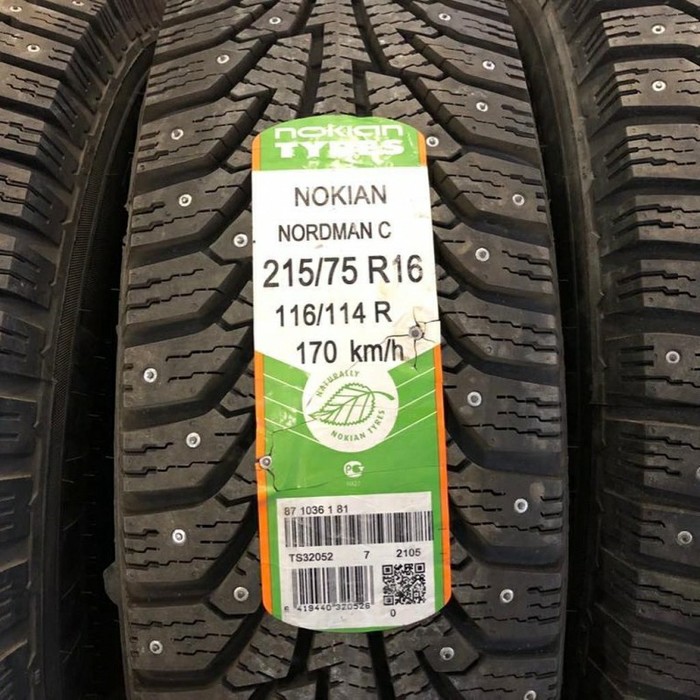 nokian
TYRES
NOKIAN
NORDMAN C
215/75 R16
116/114 R
170 km/h
NATURALLY
NOKIAN TYRES
87 1036 1 81
TS32052 7 2105
6 419440 320526
0